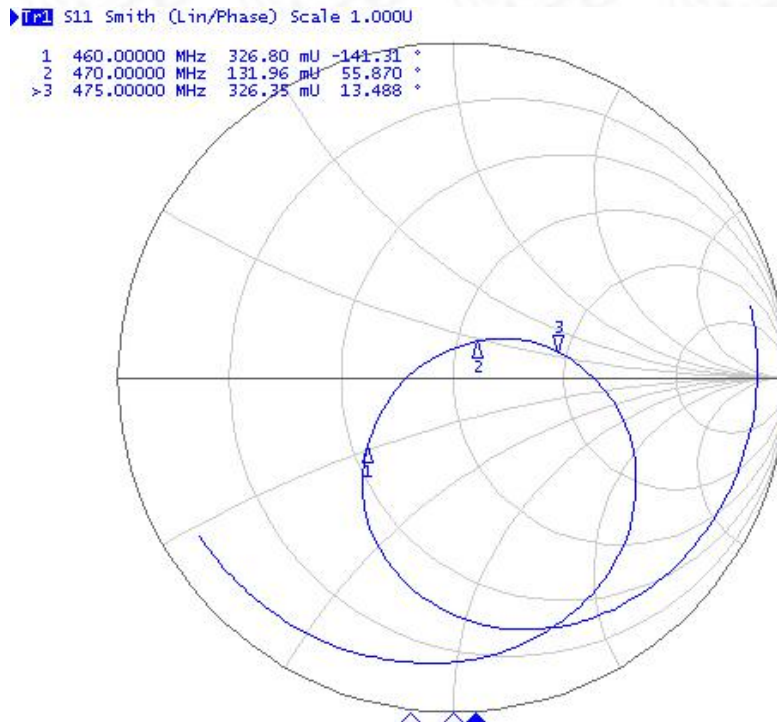 Tr1 S11 Smith (Lin/Phase) Scale 1.000U
1 460.00000 MHz 326.80 mU -141.31 °
2 470.00000 MHz 131.96 mU 55.870 °
>3 475.00000 MHz 326.35 mU 13.488 °
3
2
1